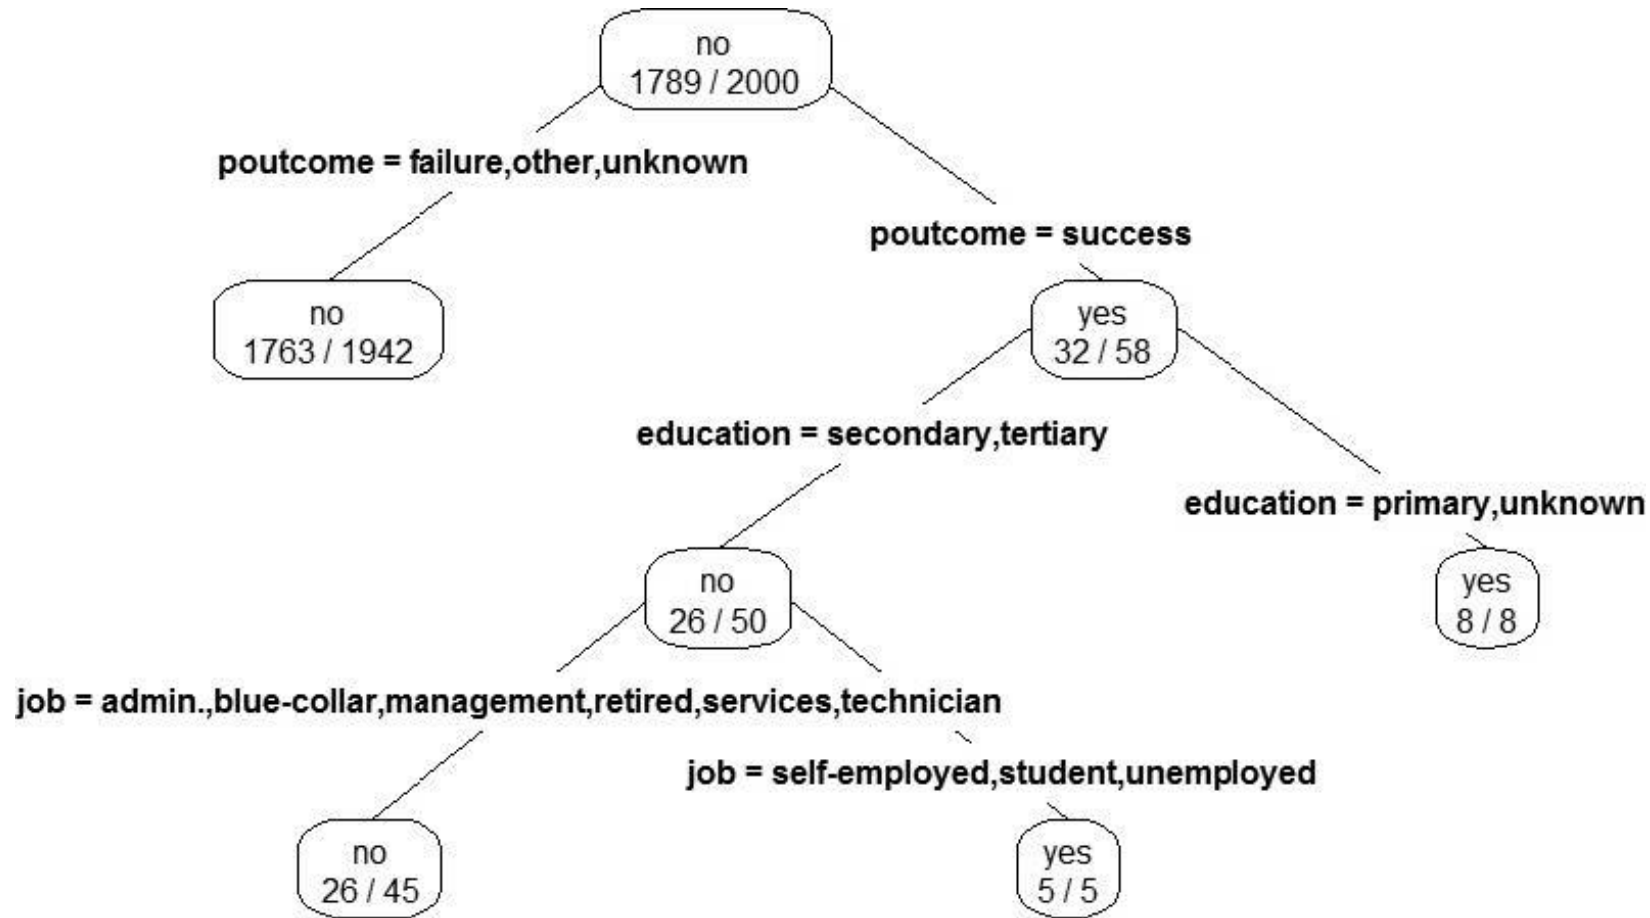 no
1789 / 2000
poutcome = failure,other,unknown
poutcome = success
no
1763 / 1942
yes
32 / 58
education = secondary,tertiary
education = primary,unknown
no
26 / 50
yes
8 / 8
job = admin.,blue-collar,management,retired,services,technician
job = self-employed,student,unemployed
no
26 / 45
yes
5 / 5